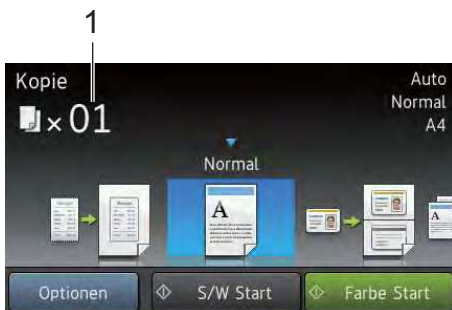 1
Kopie
Auto
Normal
A4
× 01
Normal
A
A
Optionen
S/W Start
Farbe Start